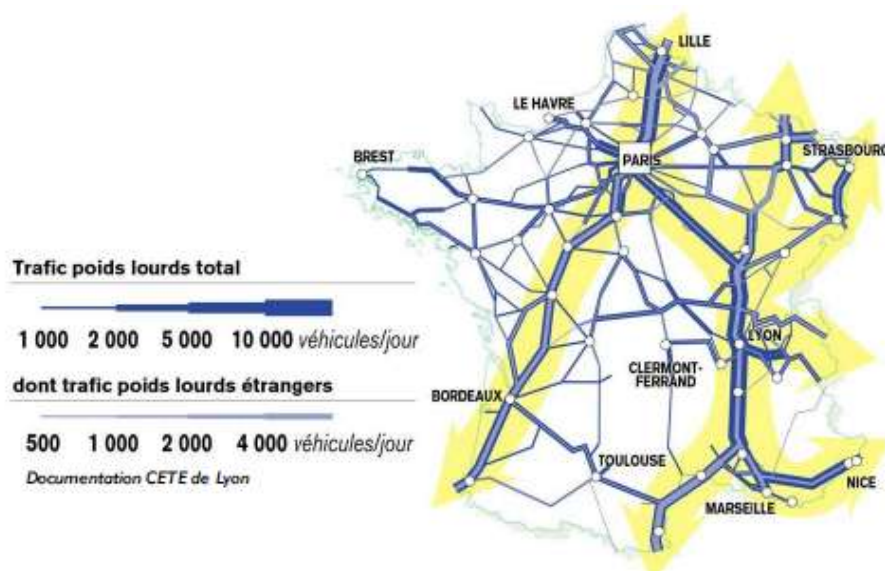 LILLE
LE HAVRE
BREST
PARIS
STRASBOURG
Trafic poids lourds total
1 000 2 000 5 000 10 000 véhicules/jour
dont trafic poids lourds étrangers
500 1 000 2 000 4 000 véhicules/jour
Documentation CETE de Lyon
LYON
CLERMONT-
FERRAND
BORDEAUX
TOULOUSE
NICE
MARSEILLE